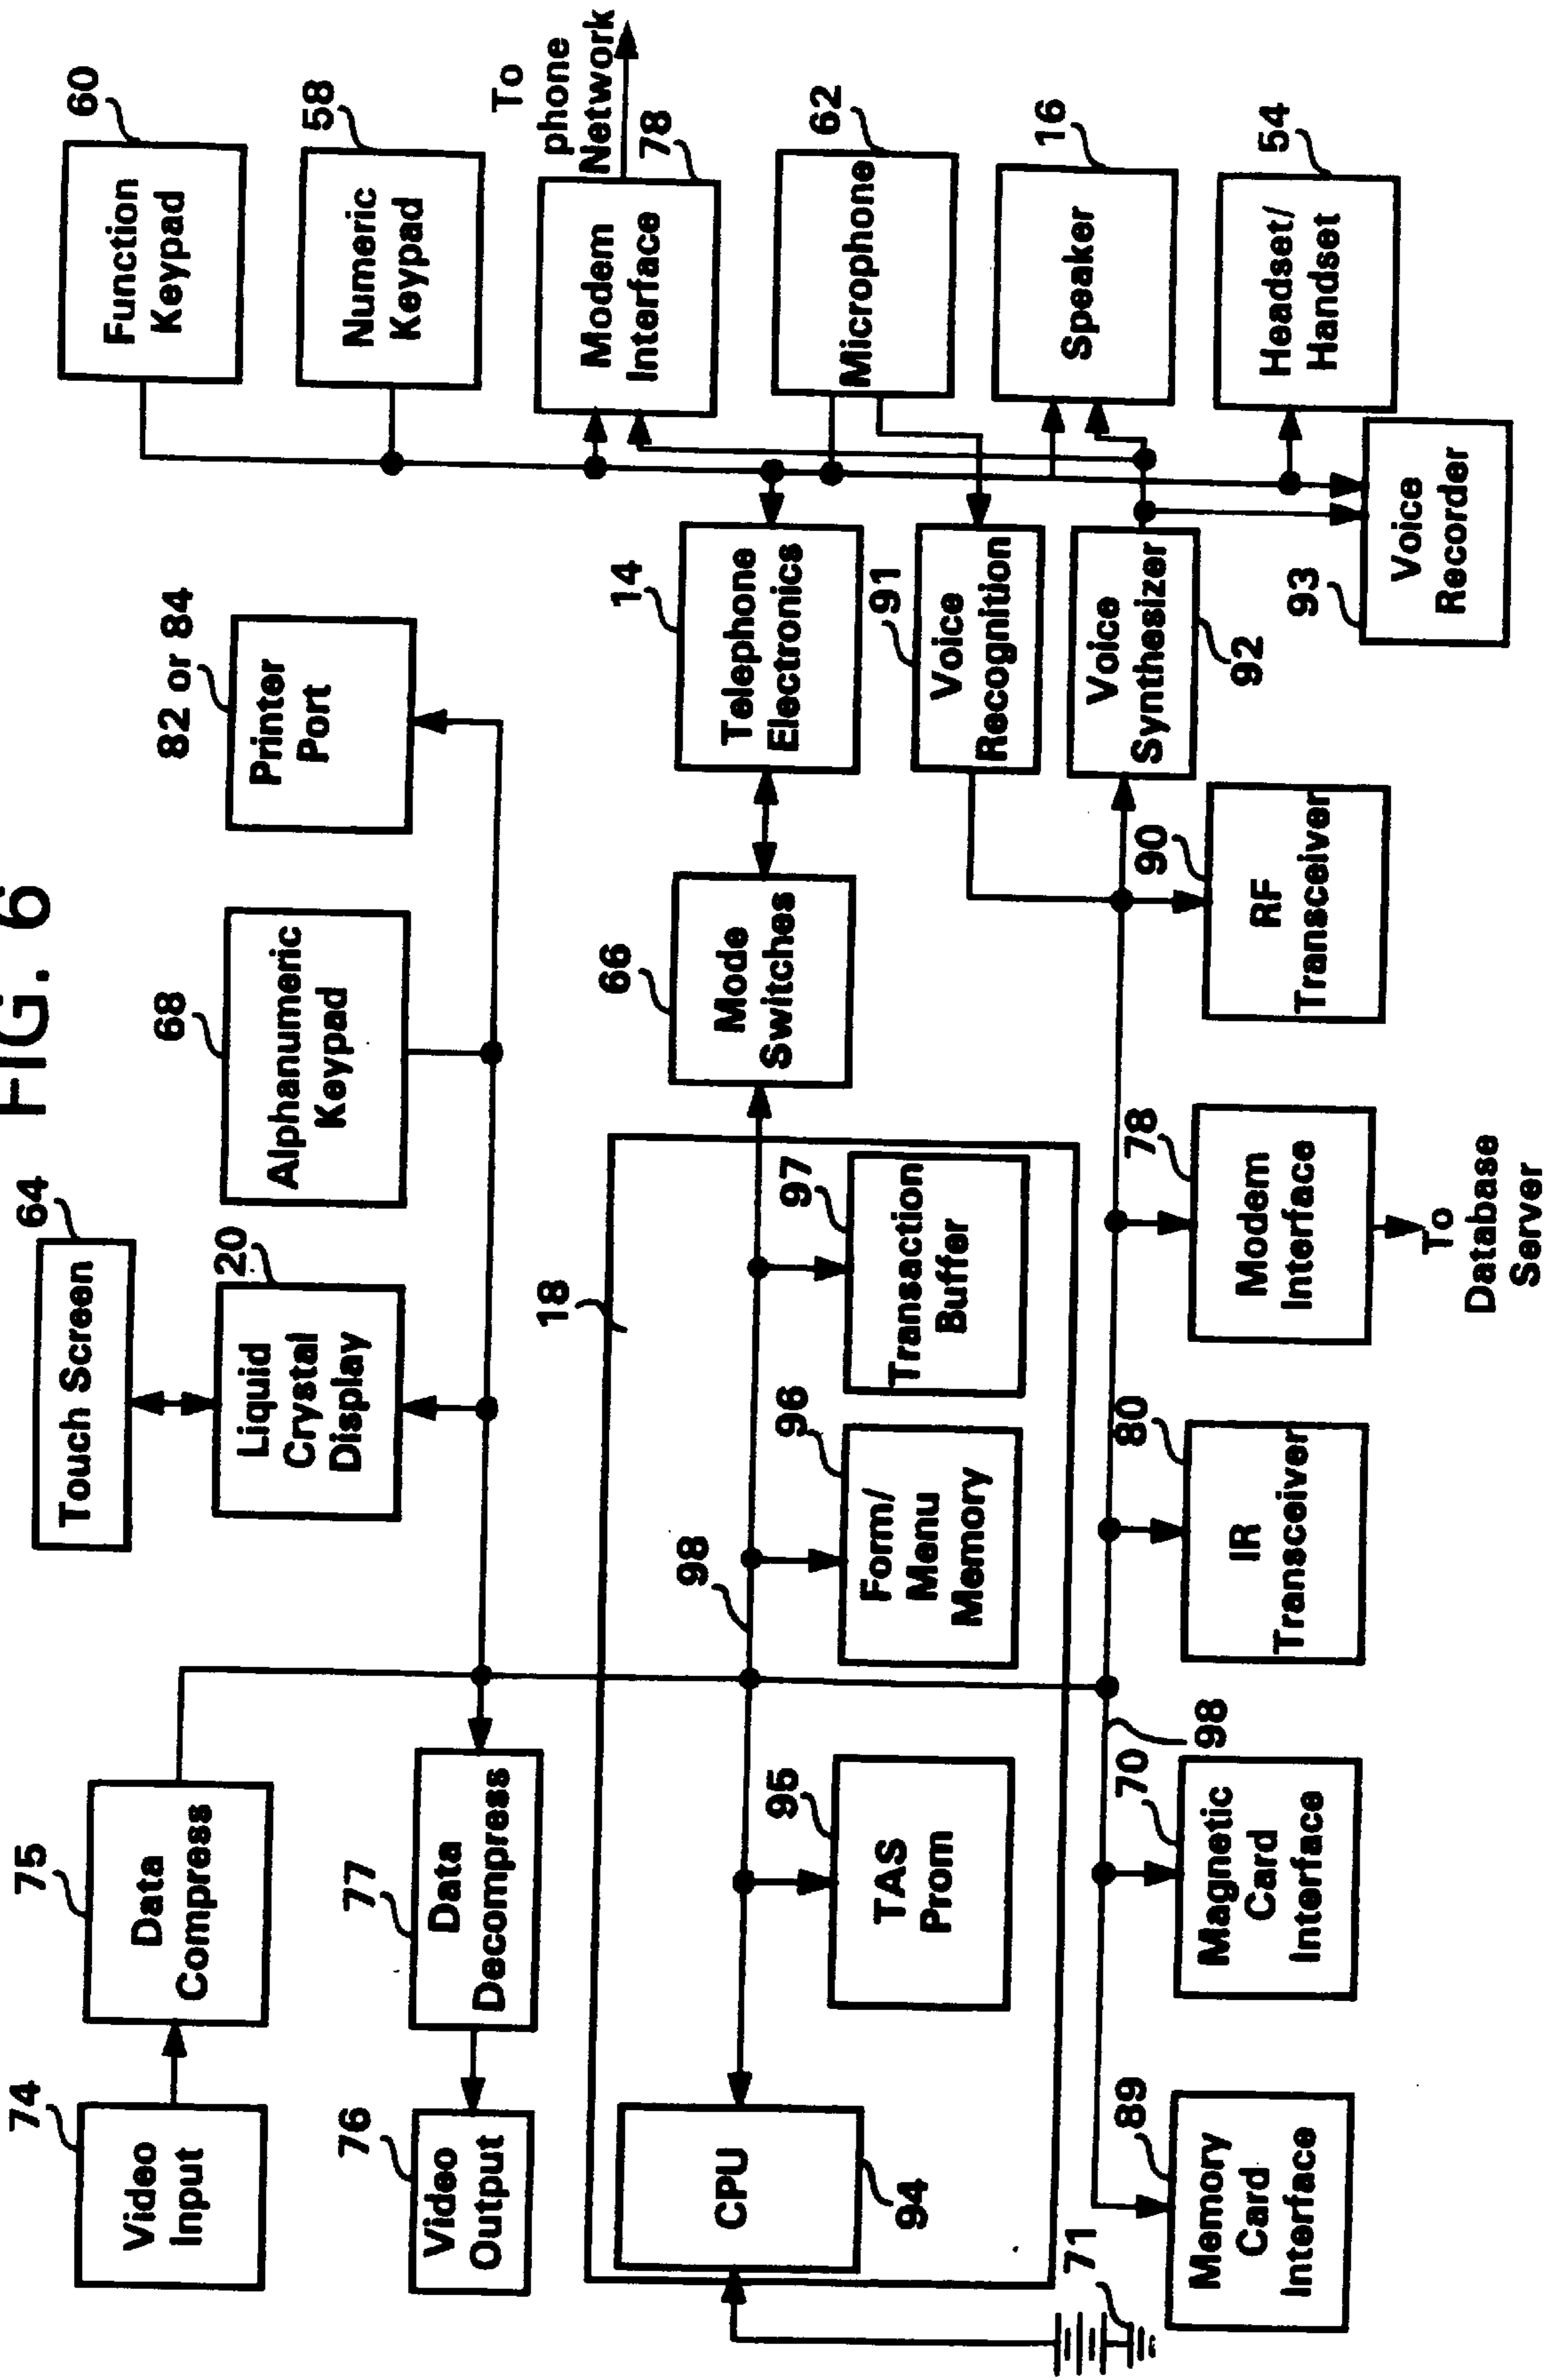 FIG. 6
74
Video
Input
75
Data
Compress
64
Touch Screen
20
Liquid
Crystal
Display
68
Alphanumeric
Keypad
82 or 84
Printer
Port
60
Function
Keypad
58
Numeric
Keypad
76
Video
Output
77
Data
Decompress
18
98
CPU
94
95
TAS
Prom
96
Form/
Menu
Memory
97
Transaction
Buffer
66
Mode
Switches
14
Telephone
Electronics
Modem
Interface
78
To
phone
Network
62
Microphone
91
Voice
Recognition
Voice
Synthesizer
92
16
Speaker
54
Headset/
Handset
93
Voice
Recorder
71
89
Memory
Card
Interface
70
98
Magnetic
Card
Interface
80
IR
Transceiver
78
Modem
Interface
To
Database
Server
90
RF
Transceiver